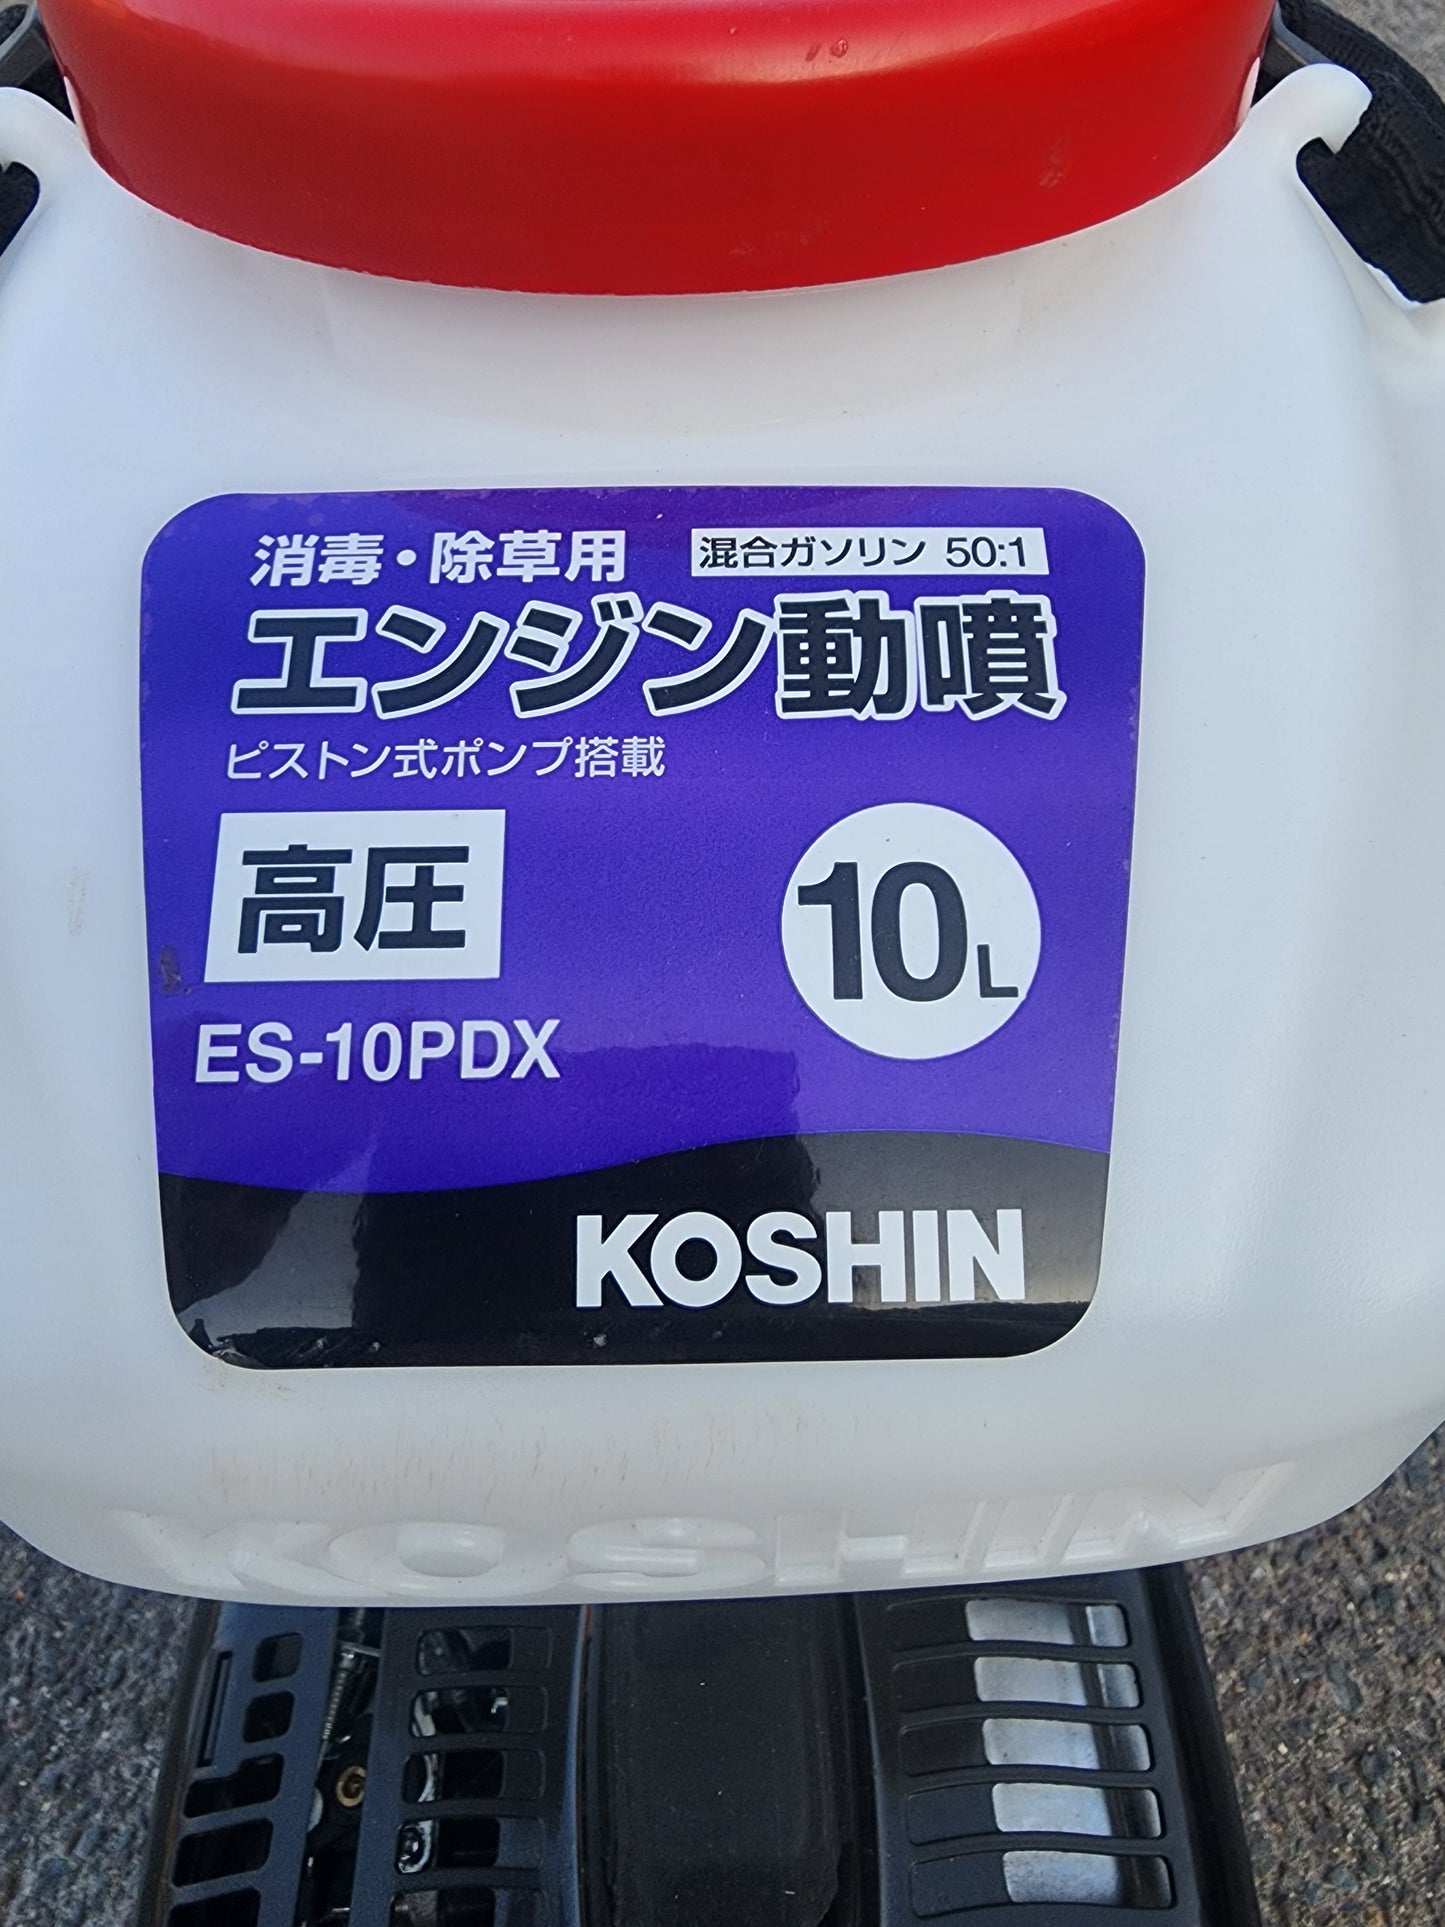 消毒・除草用 混合ガソリン 50:1
エンジン動噴
ピストン式ポンプ搭載
高圧
10L
ES-10PDX
KOSHIN
KOSHIN